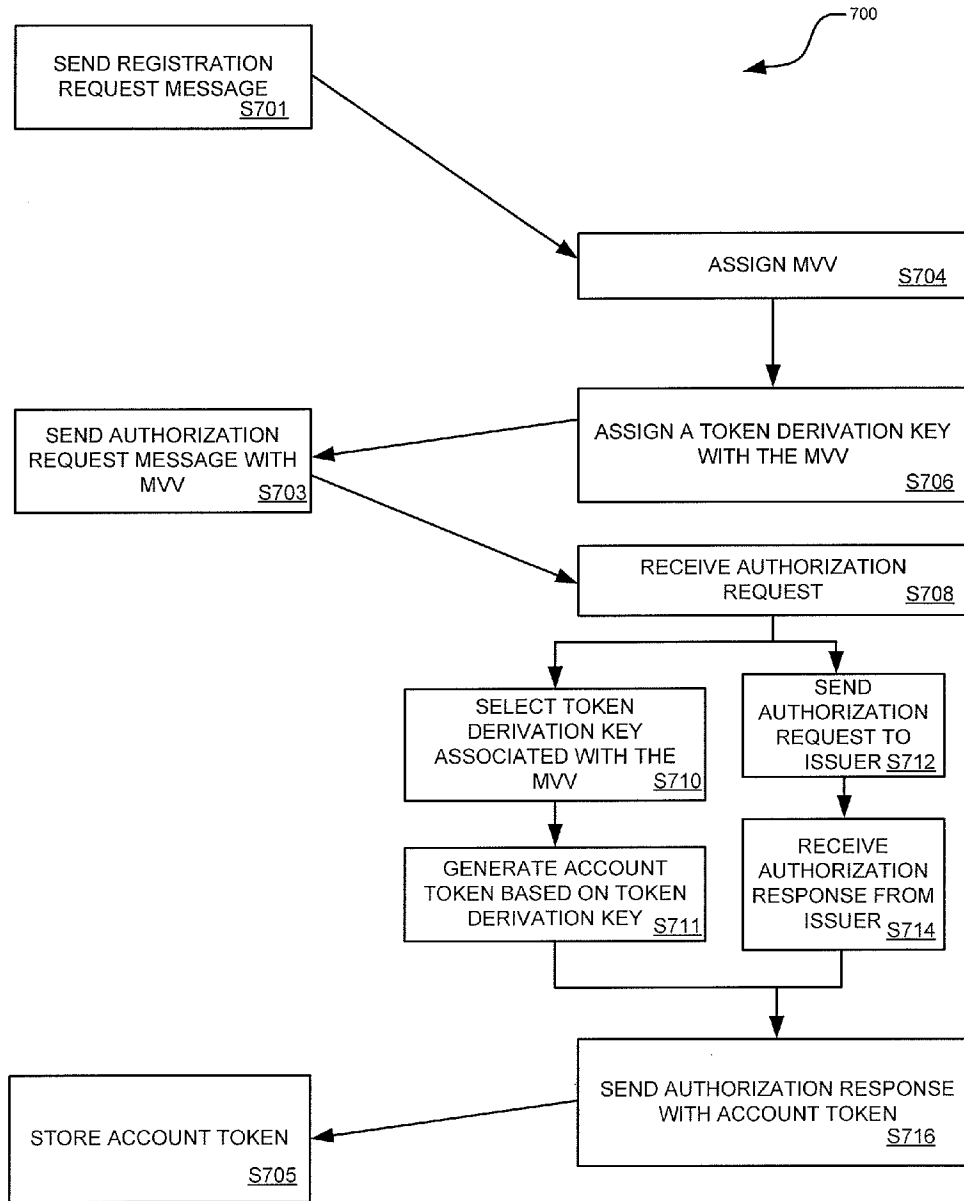 700
SEND REGISTRATION
REQUEST MESSAGE
S701
ASSIGN MVV
S704
ASSIGN A TOKEN DERIVATION KEY
WITH THE MVV
S706
SEND AUTHORIZATION
REQUEST MESSAGE WITH
MVV
S703
RECEIVE AUTHORIZATION
REQUEST
S708
SELECT TOKEN
DERIVATION KEY
ASSOCIATED WITH THE
MVV
S710
SEND
AUTHORIZATION
REQUEST TO
ISSUER S712
GENERATE ACCOUNT
TOKEN BASED ON TOKEN
DERIVATION KEY
S711
RECEIVE
AUTHORIZATION
RESPONSE FROM
ISSUER S714
SEND AUTHORIZATION RESPONSE
WITH ACCOUNT TOKEN
S716
STORE ACCOUNT TOKEN
S705